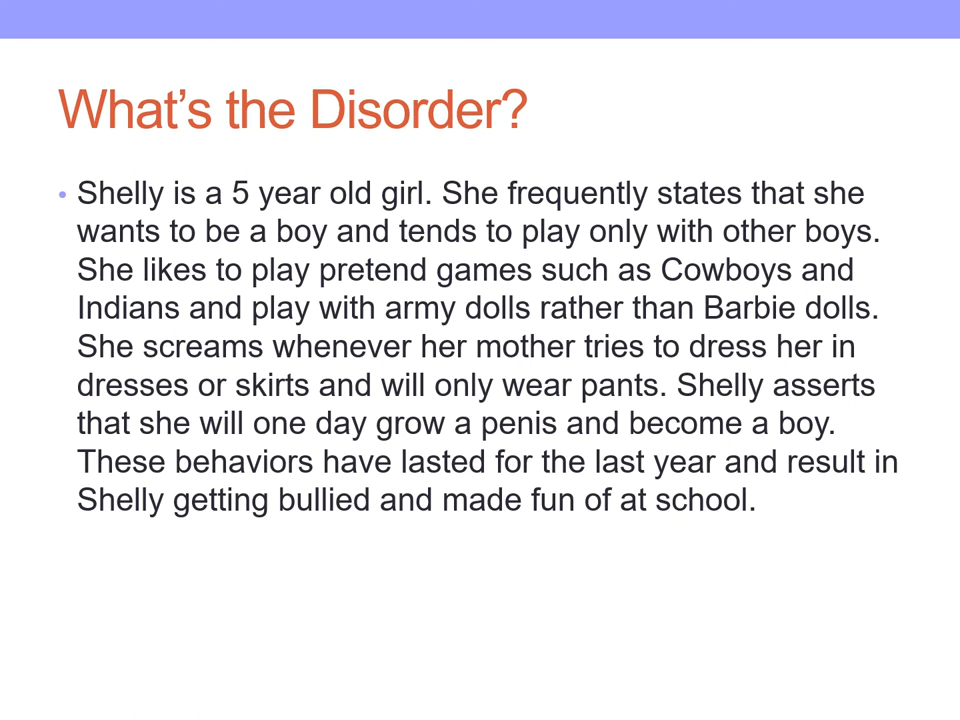 What’s the Disorder?
• Shelly is a 5 year old girl. She frequently states that she
wants to be a boy and tends to play only with other boys.
She likes to play pretend games such as Cowboys and
Indians and play with army dolls rather than Barbie dolls.
She screams whenever her mother tries to dress her in
dresses or skirts and will only wear pants. Shelly asserts
that she will one day grow a penis and become a boy.
These behaviors have lasted for the last year and result in
Shelly getting bullied and made fun of at school.